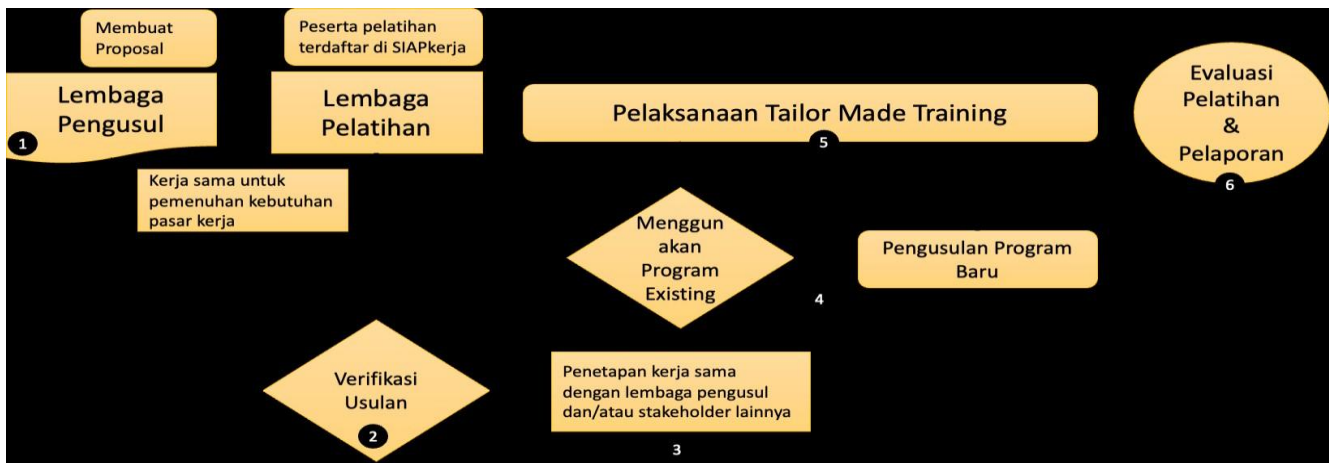 Membuat
Proposal
Lembaga
Pengusul
1
Peserta pelatihan
terdaftar di SIAPkerja
Lembaga
Pelatihan
Kerja sama untuk
pemenuhan kebutuhan
pasar kerja
Pelaksanaan Tailor Made Training
5
Evaluasi
Pelatihan
&
Pelaporan
6
Menggun
akan
Program
Existing
4
Pengusulan Program
Baru
Verifikasi
Usulan
2
Penetapan kerja sama
dengan lembaga pengusul
dan/atau stakeholder lainnya
3